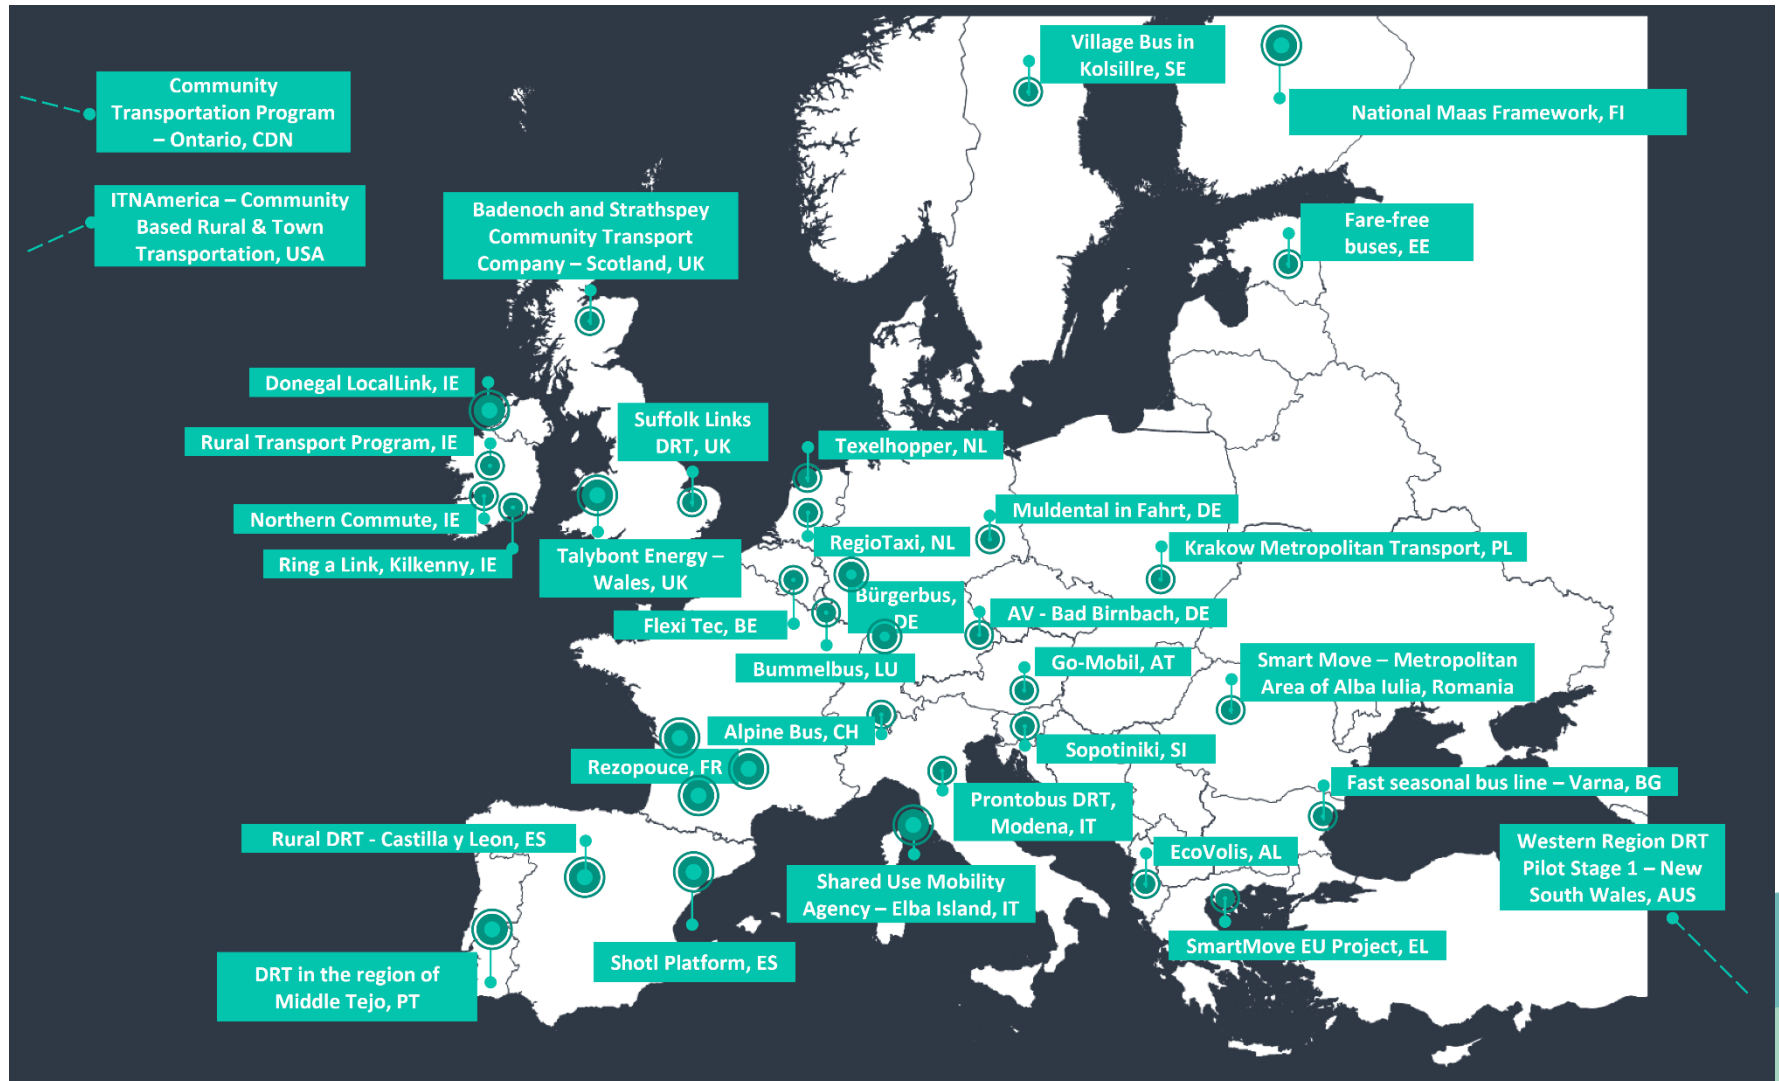 Village Bus in
Kolsillre, SE
Community
Transportation Program
– Ontario, CDN
National Maas Framework, FI
ITNAmerica – Community
Based Rural & Town
Transportation, USA
Badenoch and Strathspey
Community Transport
Company – Scotland, UK
Fare-free
buses, EE
Donegal LocalLink, IE
Suffolk Links
DRT, UK
Rural Transport Program, IE
Texelhopper, NL
Northern Commute, IE
Muldental in Fahrt, DE
RegioTaxi, NL
Krakow Metropolitan Transport, PL
Ring a Link, Kilkenny, IE
Talybont Energy –
Wales, UK
Bürgerbus,
DE
Flexi Tec, BE
AV - Bad Birnbach, DE
Bummelbus, LU
Go-Mobil, AT
Smart Move – Metropolitan
Area of Alba Iulia, Romania
Alpine Bus, CH
Sopotiniki, SI
Rezopouce, FR
Fast seasonal bus line – Varna, BG
Prontobus DRT,
Modena, IT
Rural DRT - Castilla y Leon, ES
EcoVolis, AL
Western Region DRT
Pilot Stage 1 – New
South Wales, AUS
Shared Use Mobility
Agency – Elba Island, IT
SmartMove EU Project, EL
Shotl Platform, ES
DRT in the region of
Middle Tejo, PT